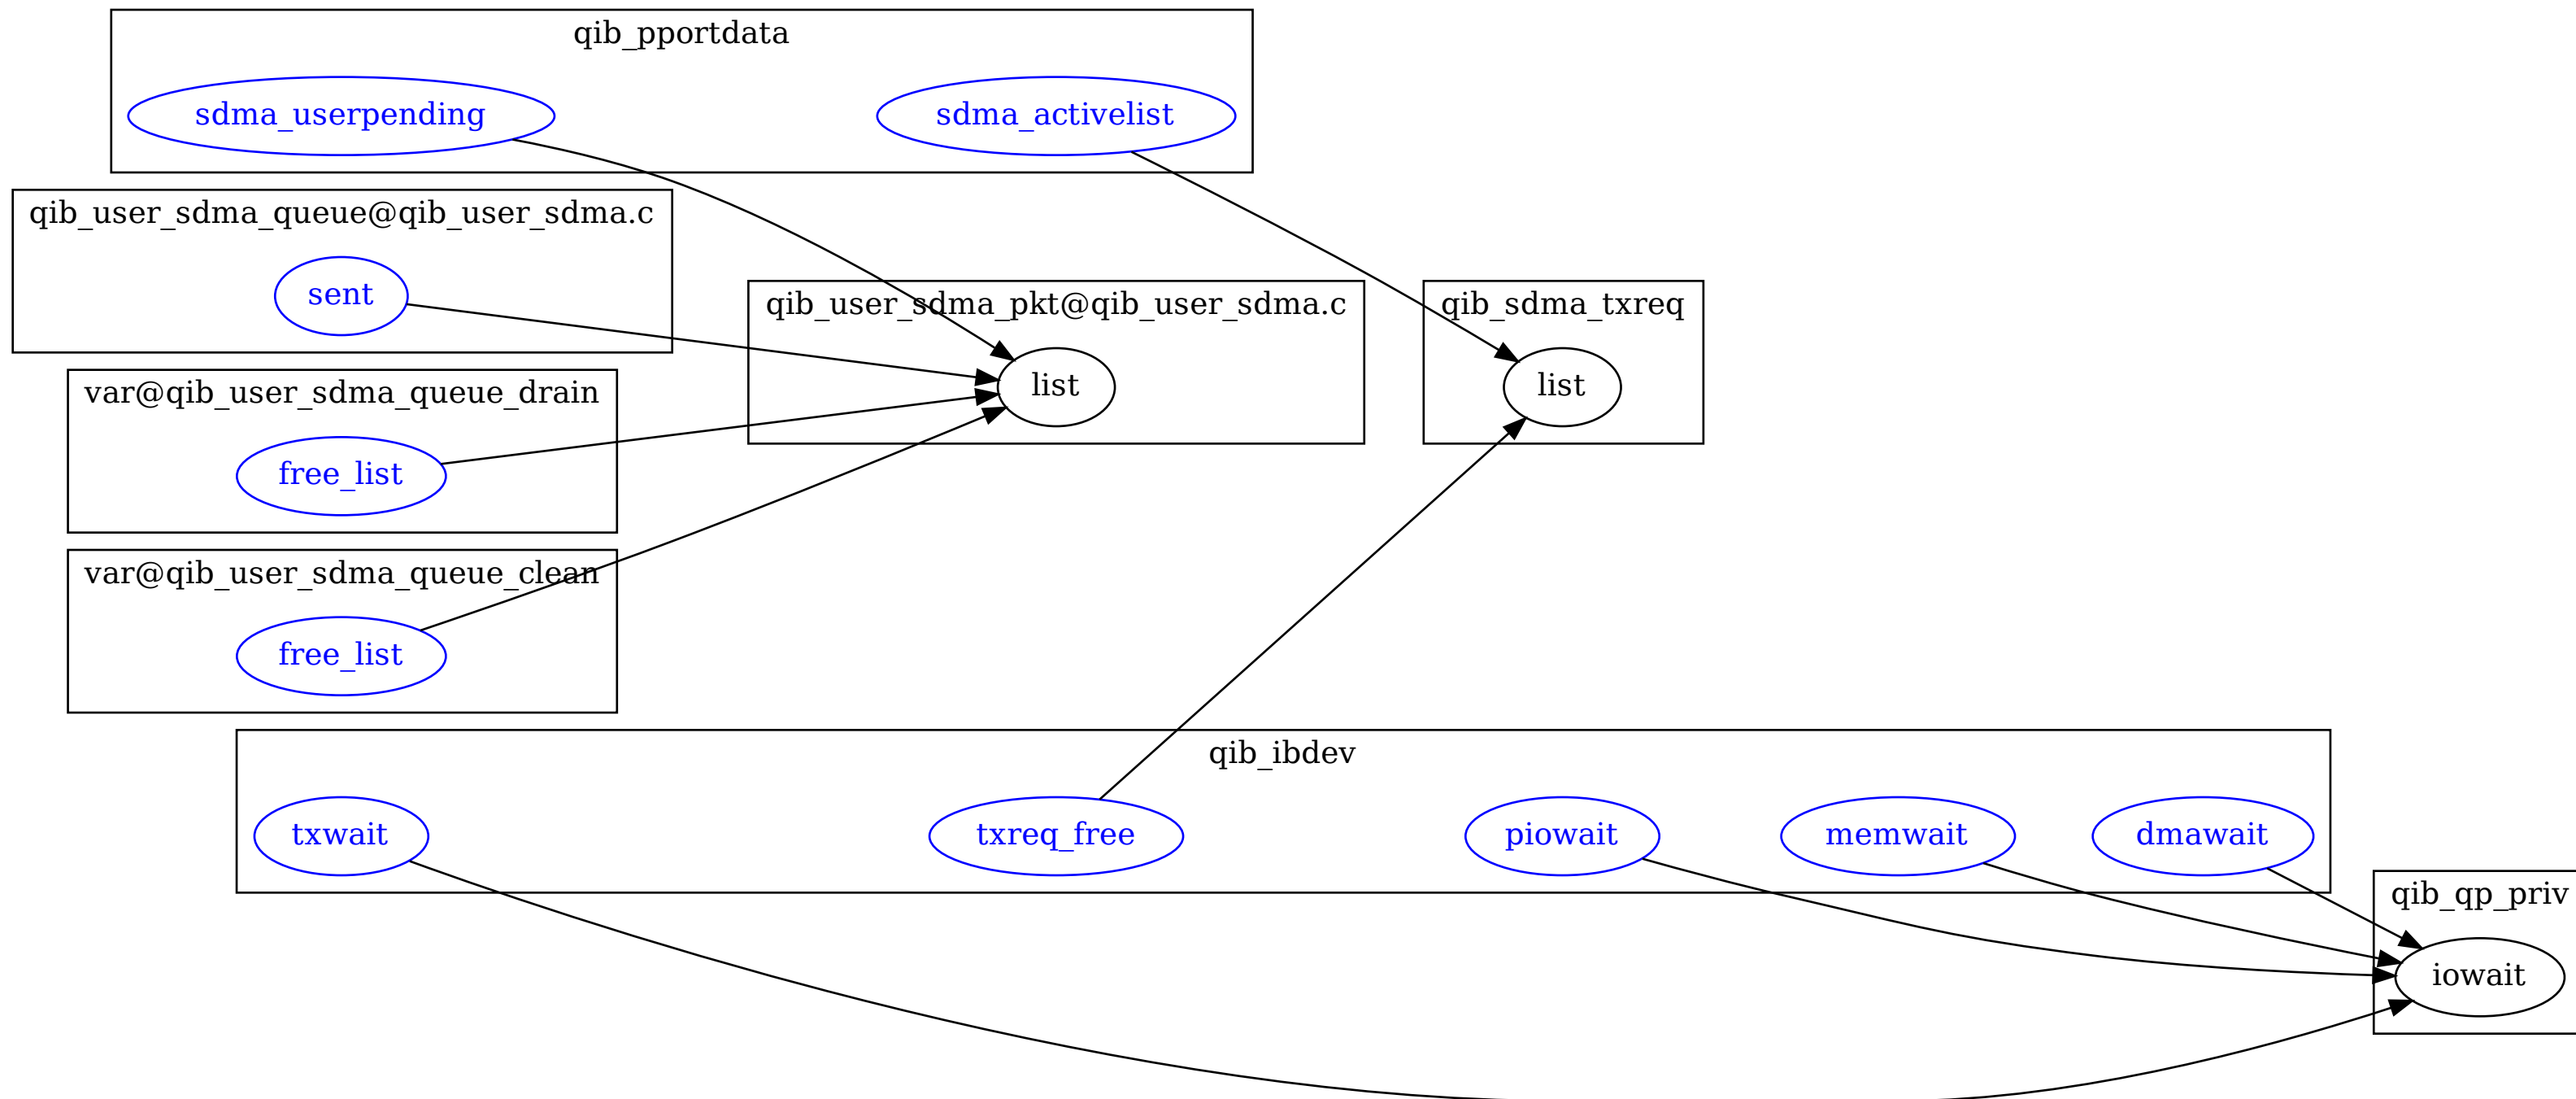 qib_pportdata
sdma_userpending
sdma_activelist
qib_user_sdma_queue@qib_user_sdma.c
sent
qib_user_sdma_pkt@qib_user_sdma.c
list
qib_sdma_txreq
list
var@qib_user_sdma_queue_drain
free_list
var@qib_user_sdma_queue_clean
free_list
qib_ibdev
txwait
txreq_free
piowait
memwait
dmawait
qib_qp_priv
iowait